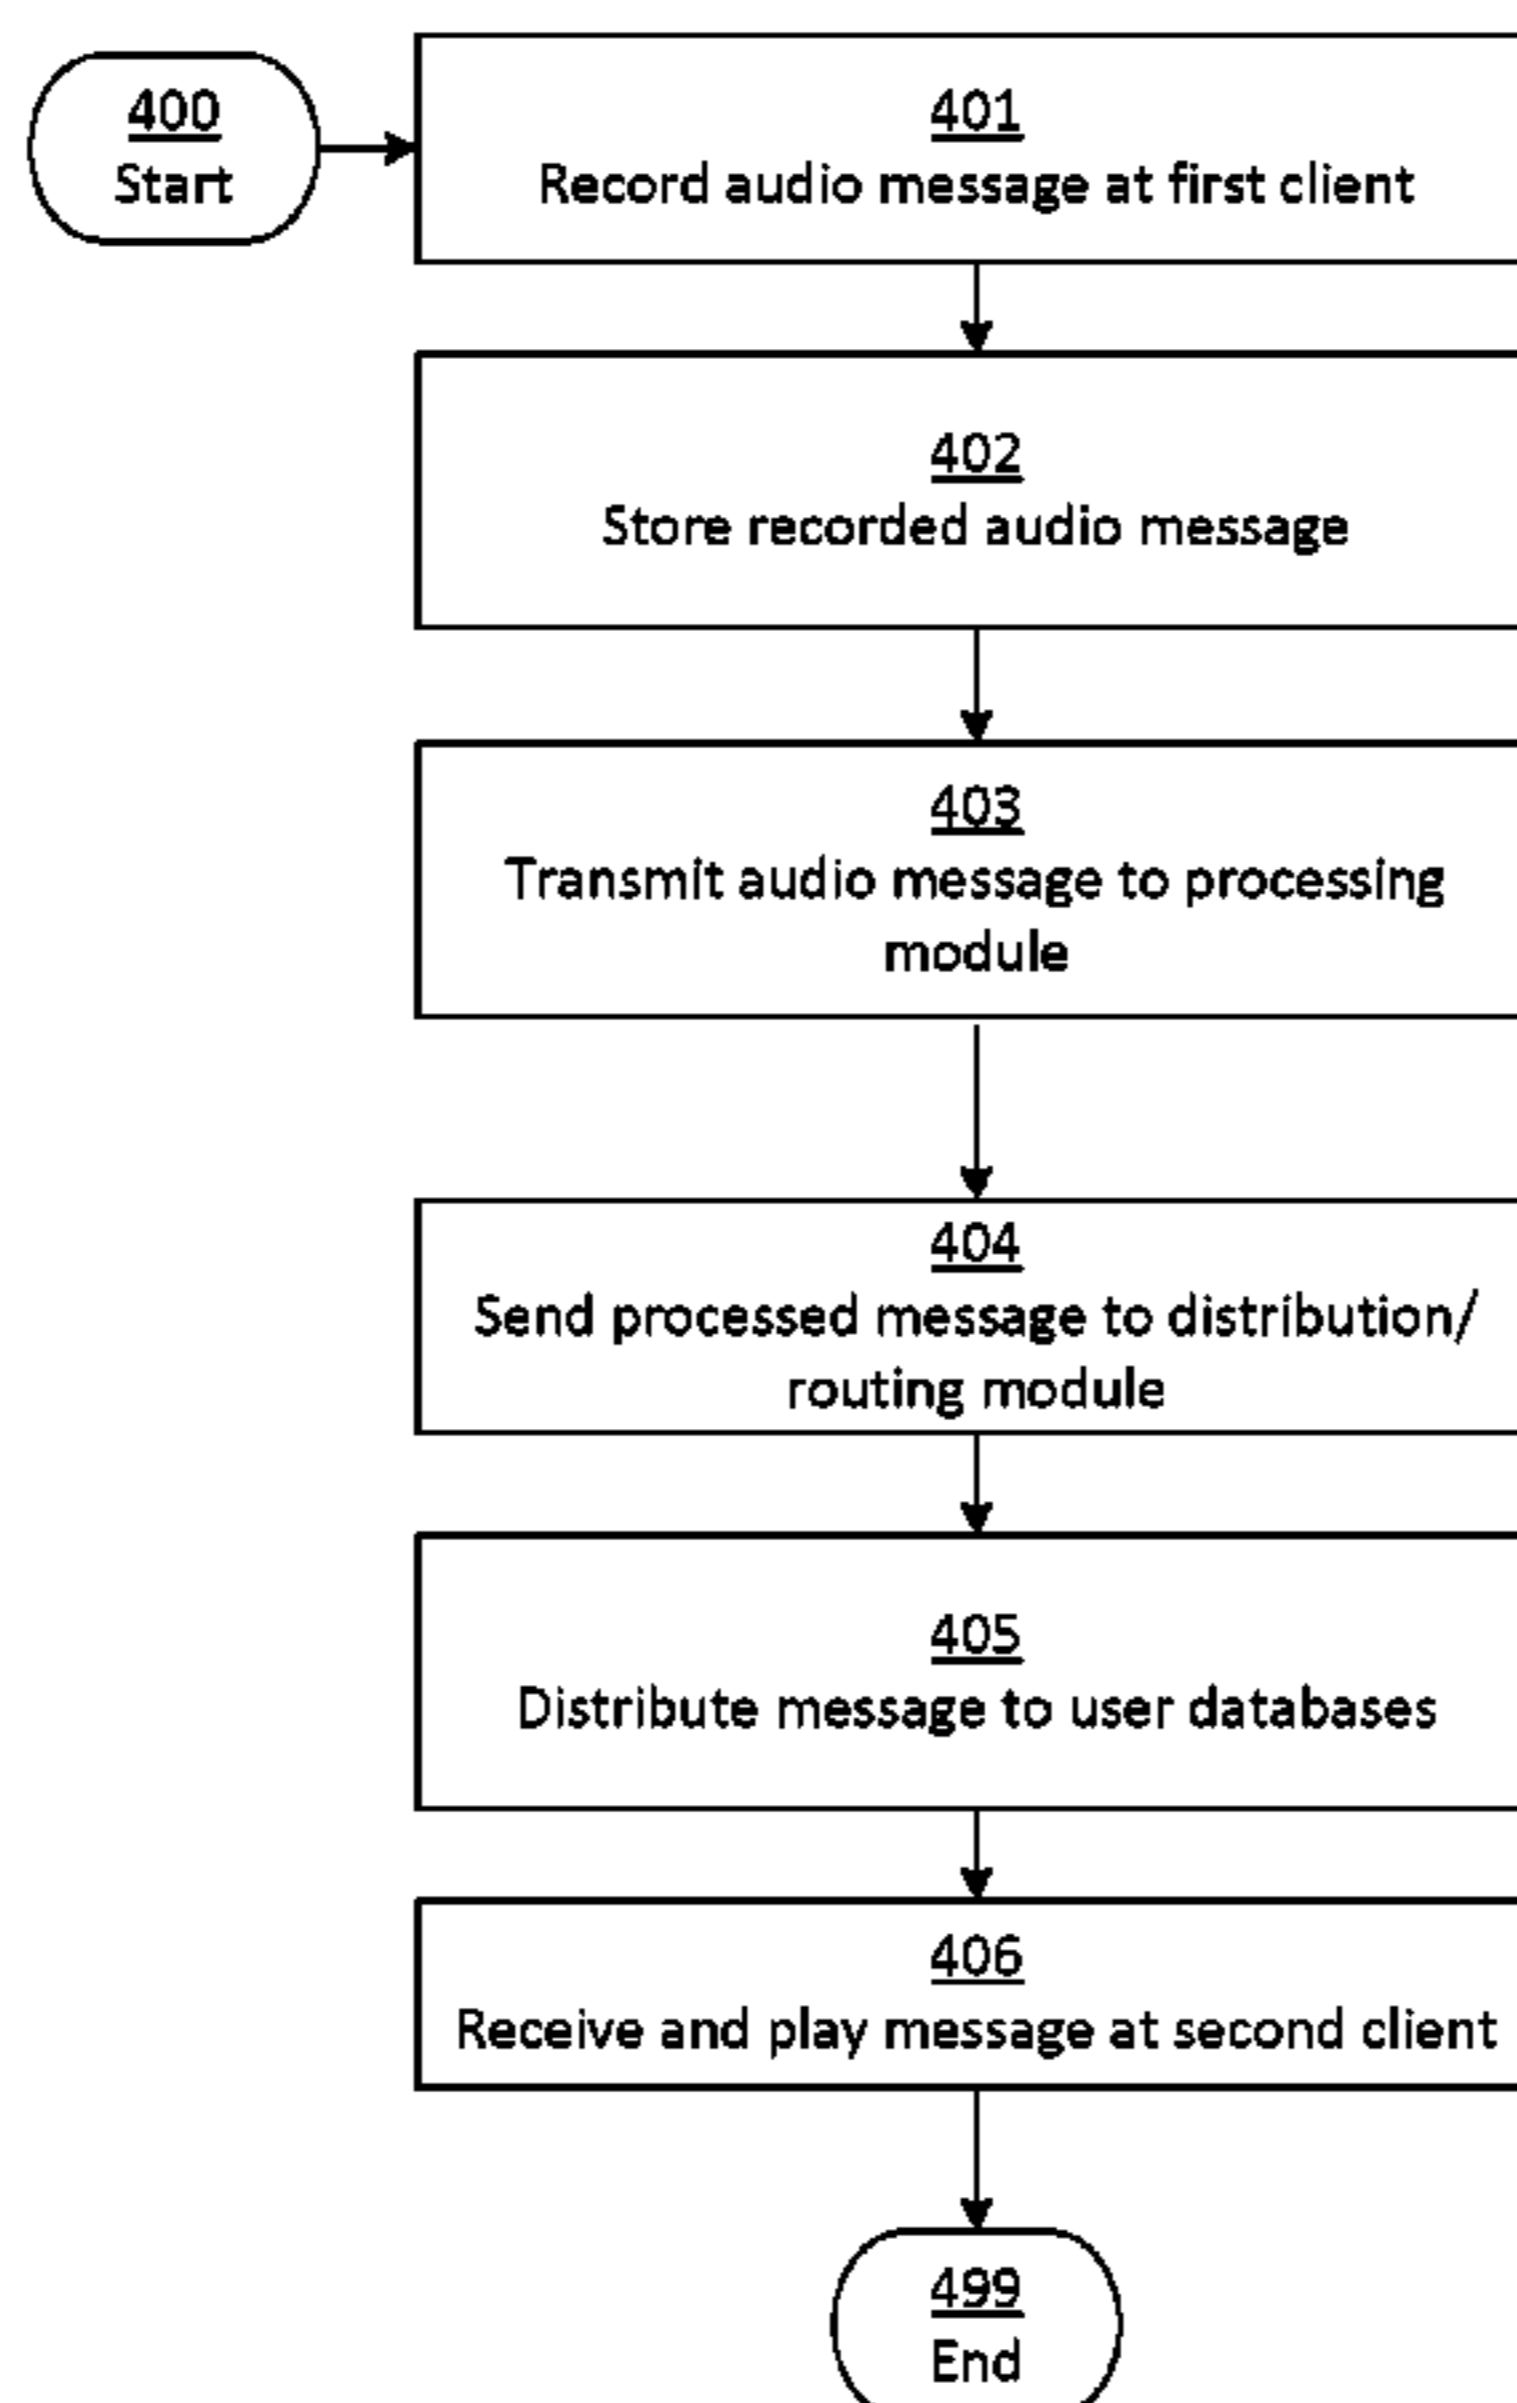 400
Start
401
Record audio message at first client
402
Store recorded audio message
403
Transmit audio message to processing
module
404
Send processed message to distribution/
routing module
405
Distribute message to user databases
406
Receive and play message at second client
499
End